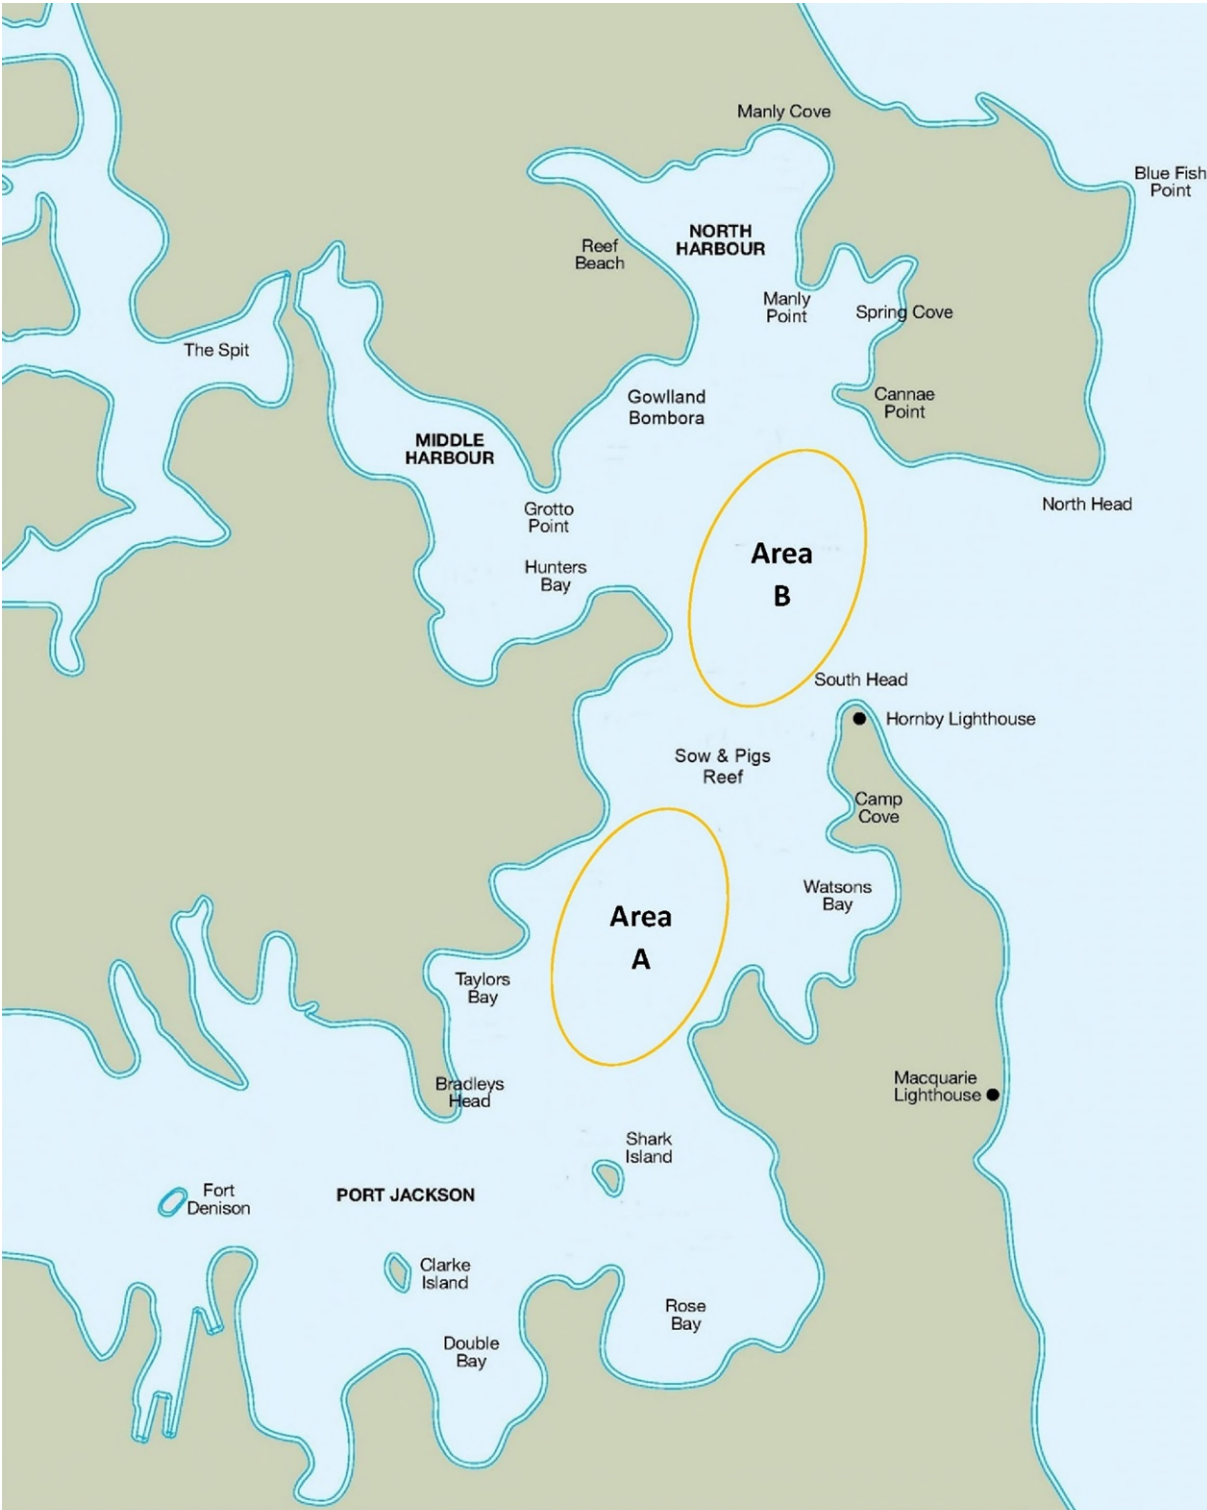 Manly Cove
Blue Fish
Point
NORTH
HARBOUR
Reef
Beach
Manly
Point
Spring Cove
The Spit
Cannae
Point
Gowlland
Bombora
MIDDLE
HARBOUR
North Head
Grotto
Point
Area
B
Hunters
Bay
South Head
Hornby Lighthouse
Sow & Pigs
Reef
Camp
Cove
Watsons
Bay
Area
A
Taylors
Bay
Bradleys
Head
Macquarie
Lighthouse
Shark
Island
Fort
Denison
PORT JACKSON
Clarke
Island
Rose
Bay
Double
Bay